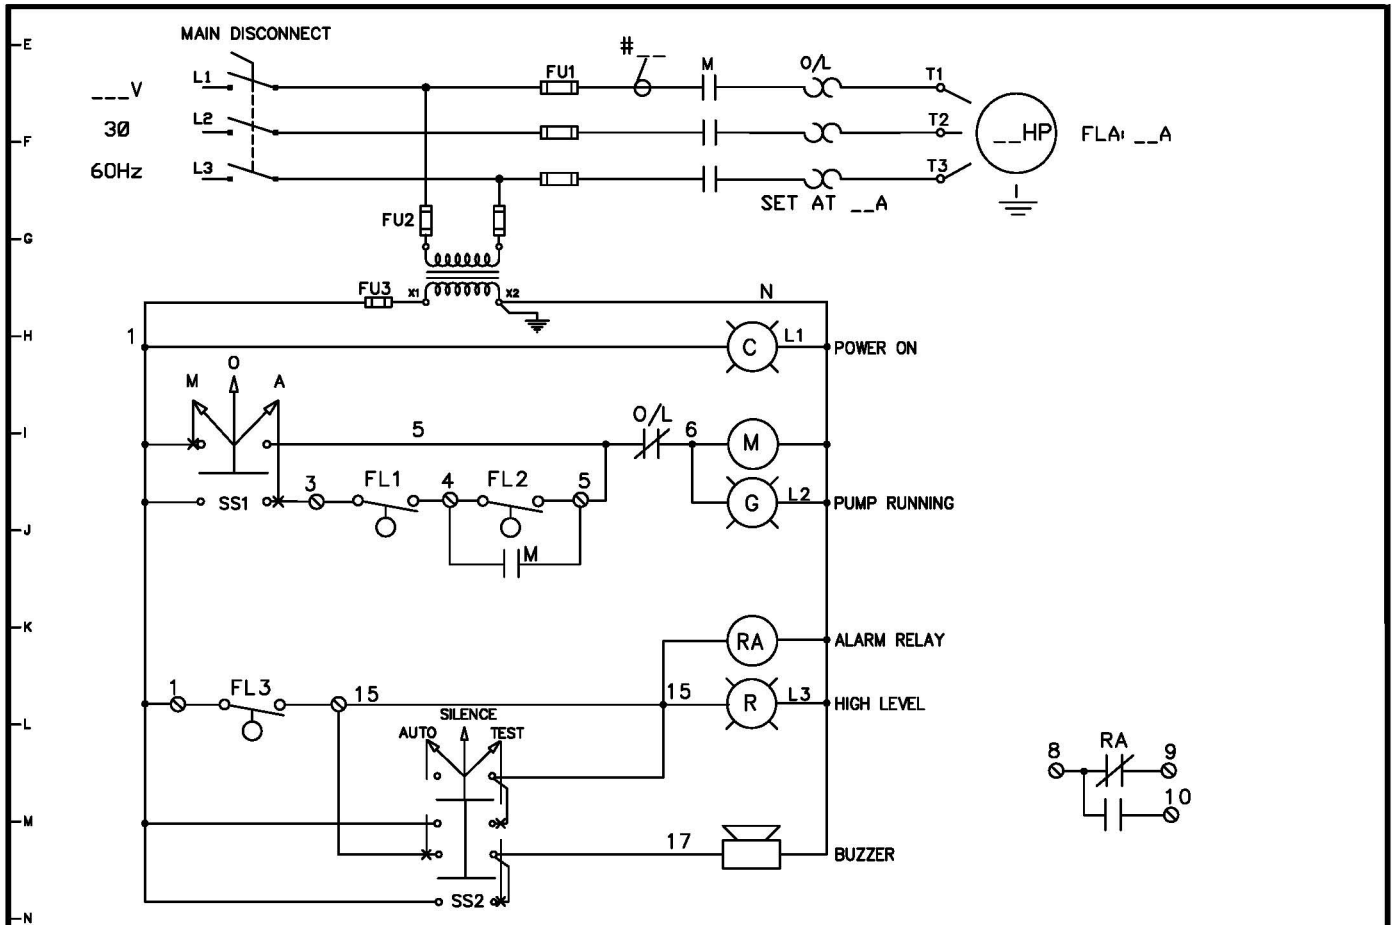 MAIN DISCONNECT
E
# __
M
O/L
FU1
L1
T1
___V
L2
T2
30
F
__HP
FLA: __A
60Hz
L3
T3
SET AT __A
FU2
G
FU3
X1
X2
N
H
1
C
L1
POWER ON
M
O
A
I
5
O/L
6
M
3
FL1
4
FL2
5
SS1
G
L2
PUMP RUNNING
J
M
K
RA
ALARM RELAY
1
FL3
15
15
R
L3
HIGH LEVEL
L
SILENCE
AUTO
TEST
8
RA
9
10
M
17
BUZZER
SS2
N